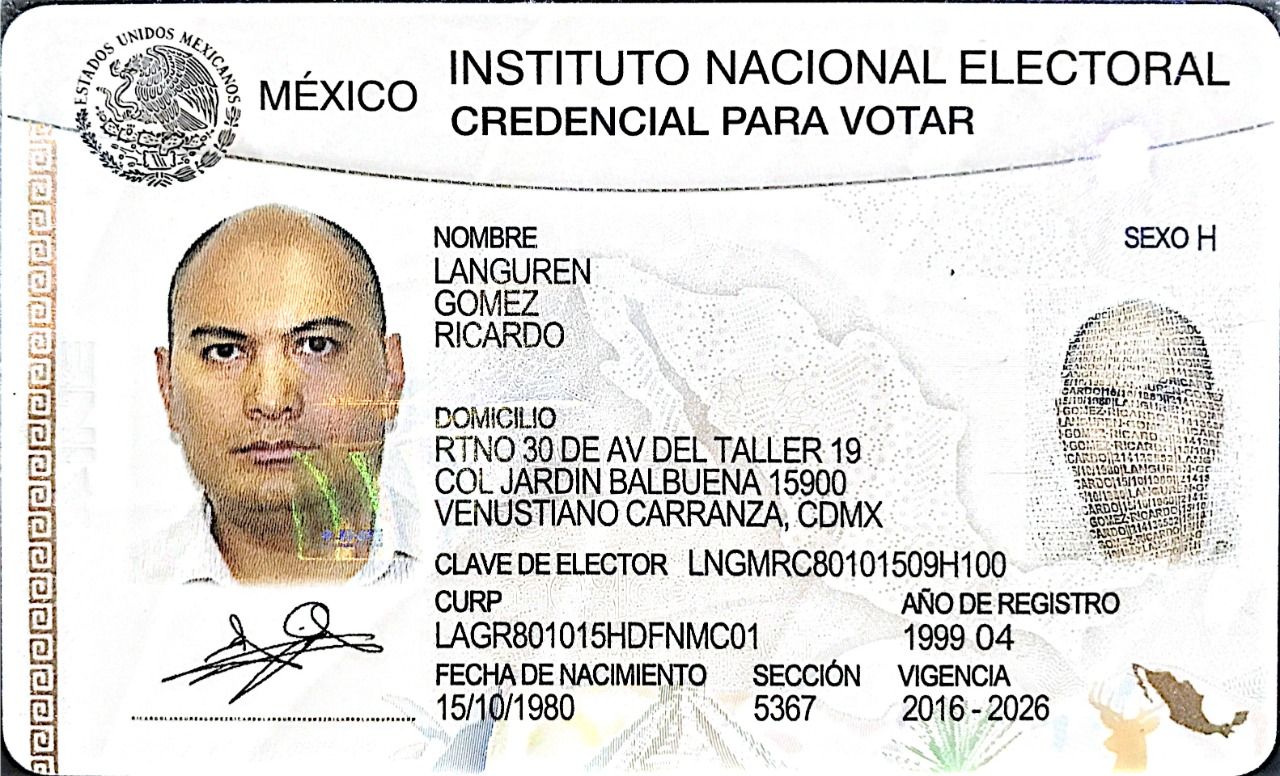 ESTADOS UNIDOS MEXICANOS
MÉXICO
INSTITUTO NACIONAL ELECTORAL
CREDENCIAL PARA VOTAR
NOMBRE
LANGUREN
GOMEZ
RICARDO
SEXO H
DOMICILIO
RTNO 30 DE AV DEL TALLER 19
COL JARDIN BALBUENA 15900
VENUSTIANO CARRANZA, CDMX
CLAVE DE ELECTOR LNGMRC80101509H100
CURP
LAGR801015HDFNMC01
AÑO DE REGISTRO
1999 04
FECHA DE NACIMIENTO
15/10/1980
SECCIÓN
5367
VIGENCIA
2016 - 2026